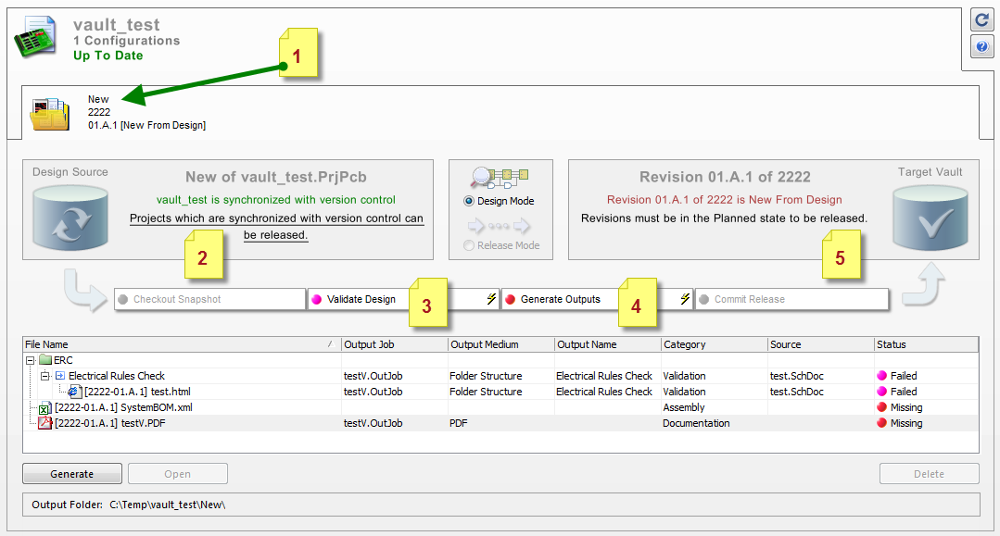 vault_test
1 Configurations
Up To Date
1
New
2222
01.A.1 [New From Design]
Design Source
New of vault_test.PrjPcb
vault_test is synchronized with version control
Projects which are synchronized with version control can
be released.
Design Mode
Release Mode
Revision 01.A.1 of 2222
Target Vault
Revision 01.A.1 of 2222 is New From Design
Revisions must be in the Planned state to be released.
2
5
Checkout Snapshot
Validate Design
3
Generate Outputs
4
Commit Release
File Name Output Job Output Medium Output Name Category Source Status
ERC
Electrical Rules Check testV.OutJob Folder Structure Electrical Rules Check Validation test.SchDoc Failed
[2222-01.A.1] test.html testV.OutJob Folder Structure Electrical Rules Check Validation test.SchDoc Failed
[2222-01.A.1] SystemBOM.xml Assembly Missing
[2222-01.A.1] testV.PDF testV.OutJob PDF Documentation Missing
Generate Open Delete
Output Folder: C:\Temp\vault_test\New\